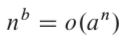 n^b = o(a^n)